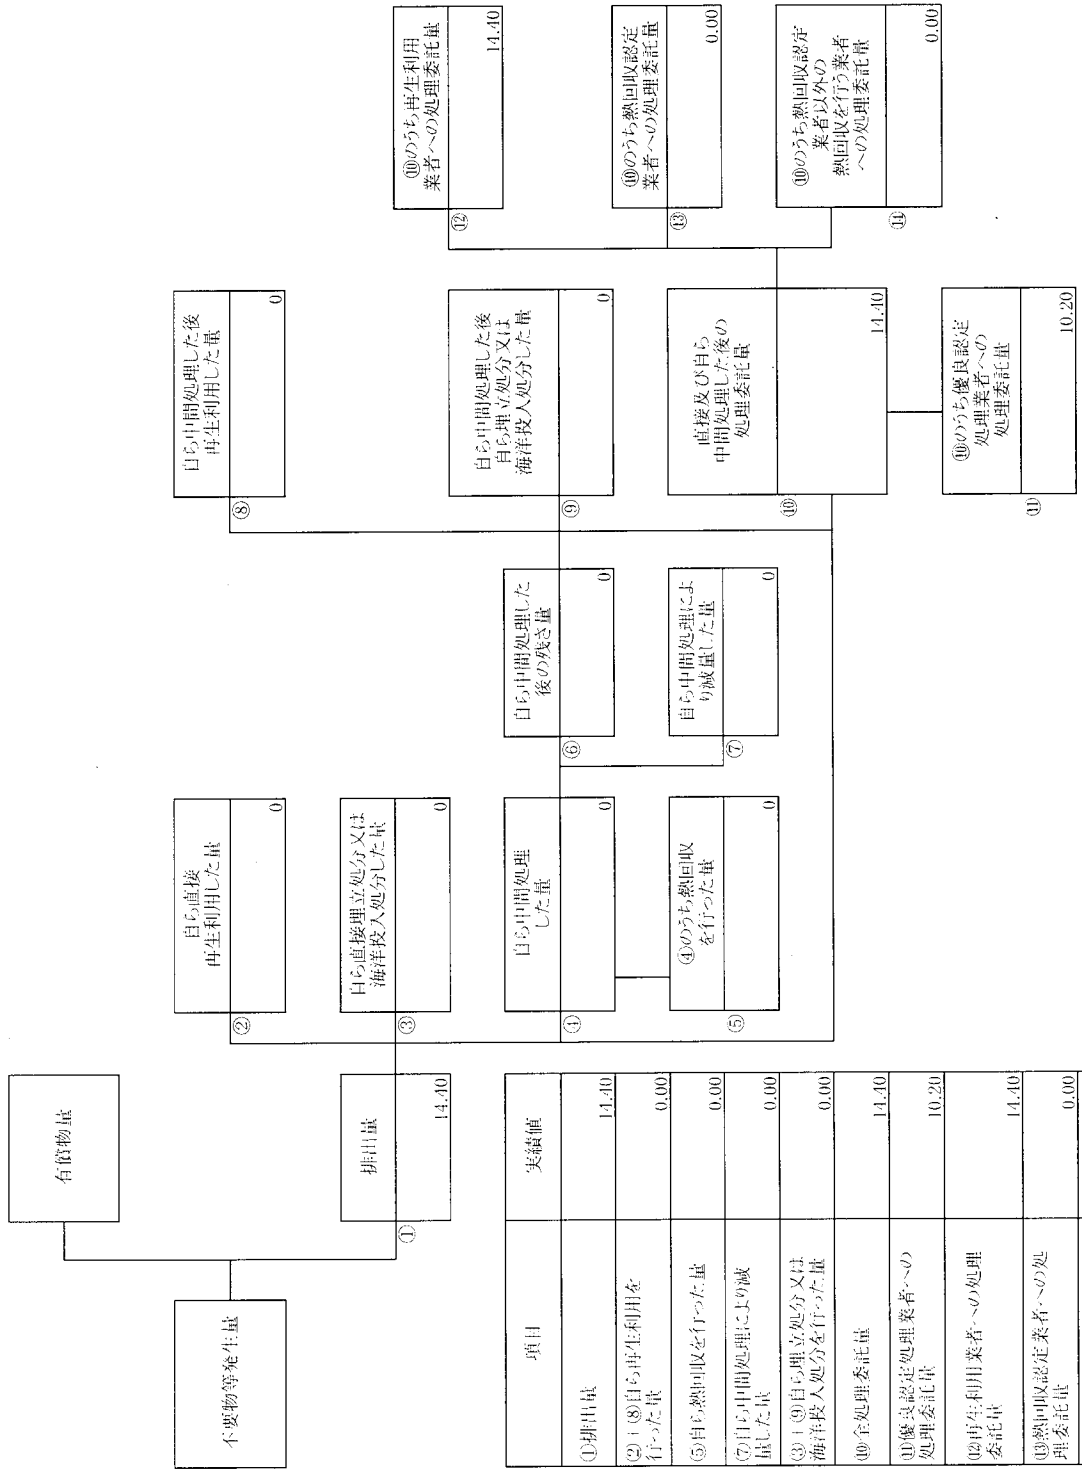 不要物等発生量
有償物量
①
排出量
14.40
②
自ら直接
再生利用した量
0
③
自ら直接埋立処分又は
海洋投入処分した量
0
④
自ら中間処理
した量
0
⑤
④のうち熱回収
を行った量
0
⑥
自ら中間処理した
後の残さ量
0
⑦
自ら中間処理によ
り減量した量
0
⑧
自ら中間処理した後
再生利用した量
0
⑨
自ら中間処理した後
自ら埋立処分又は
海洋投入処分した量
0
⑩
直接及び自ら
中間処理した後の
処理委託量
14.40
⑪
⑩のうち優良認定
処理業者への
処理委託量
10.20
⑫
⑩のうち再生利用
業者への処理委託量
14.40
⑬
⑩のうち熱回収認定
業者への処理委託量
0.00
⑭
⑩のうち熱回収認定
業者以外の
熱回収を行う業者
への処理委託量
0.00
項目 実績値
①排出量 14.40
②+⑧自ら再生利用を
行った量 0.00
⑤自ら熱回収を行った量 0.00
⑦自ら中間処理により減
量した量 0.00
③+⑨自ら埋立処分又は
海洋投入処分を行った量 0.00
⑩全処理委託量 14.40
⑪優良認定処理業者への
処理委託量 10.20
⑫再生利用業者への処理
委託量 14.40
⑬熱回収認定業者への処
理委託量 0.00